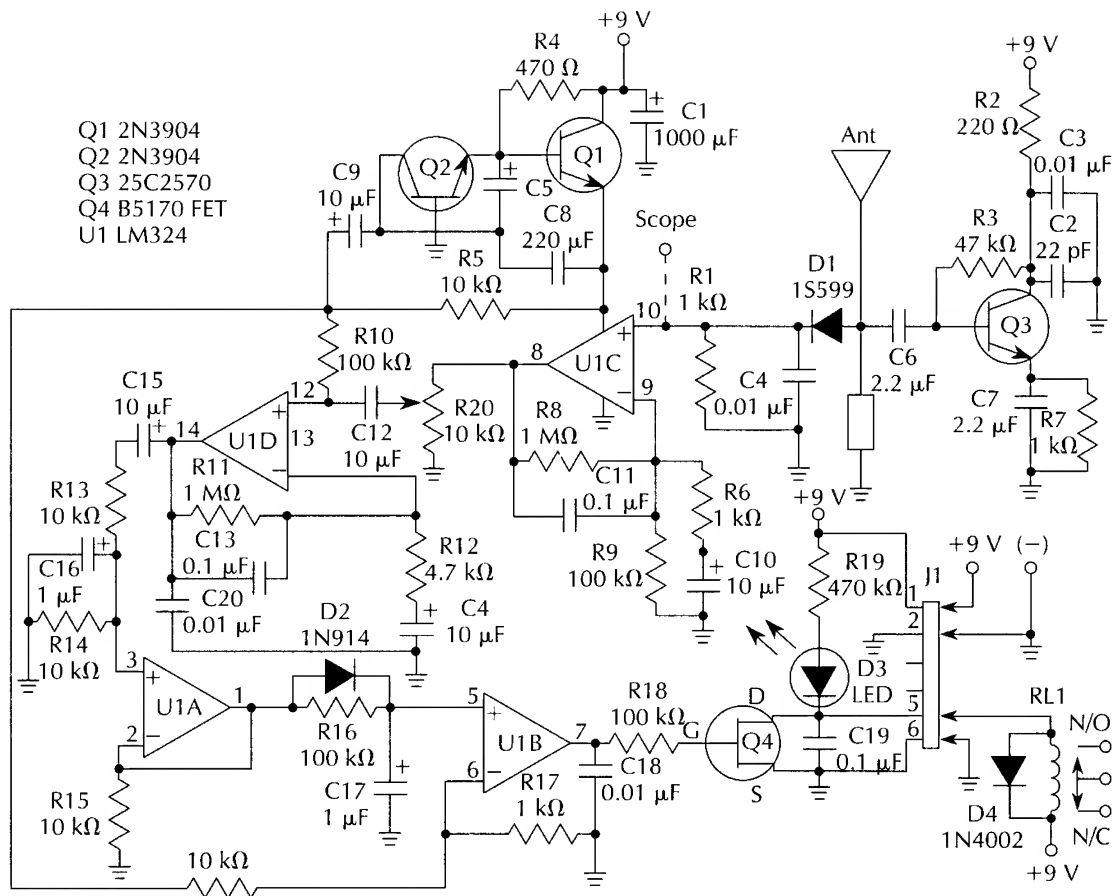 +9 V
R4
470 Ω
+
C1
1000 µF
Q1 2N3904
Q2 2N3904
Q3 25C2570
Q4 B5170 FET
U1 LM324
C9
10 µF
+
Q2
+
C5
Q1
C8
220 µF
R5
10 kΩ
Scope
R1
1 kΩ
D1
1S599
Ant
+9 V
R2
220 Ω
C3
0.01 µF
R3
47 kΩ
C2
22 pF
Q3
C6
2.2 µF
C7
2.2 µF
R7
1 kΩ
C4
0.01 µF
10
+
U1C
8
−
9
R10
100 kΩ
12
+
C12
10 µF
R20
10 kΩ
R8
1 MΩ
C11
0.1 µF
R6
1 kΩ
R9
100 kΩ
+
C10
10 µF
C15
10 µF
+
14
U1D
13
−
R11
1 MΩ
R13
10 kΩ
C13
0.1 µF
R12
4.7 kΩ
+
C16
1 µF
C20
0.01 µF
+
C4
10 µF
R14
10 kΩ
D2
1N914
3
+
U1A
1
2
−
R16
100 kΩ
+
C17
1 µF
R15
10 kΩ
10 kΩ
5
+
U1B
7
6
−
R17
1 kΩ
R18
100 kΩ
C18
0.01 µF
G
D
Q4
S
+9 V
R19
470 kΩ
D3
LED
C19
0.1 µF
J1
1
2
5
6
+9 V
(−)
RL1
N/O
N/C
D4
1N4002
+9 V